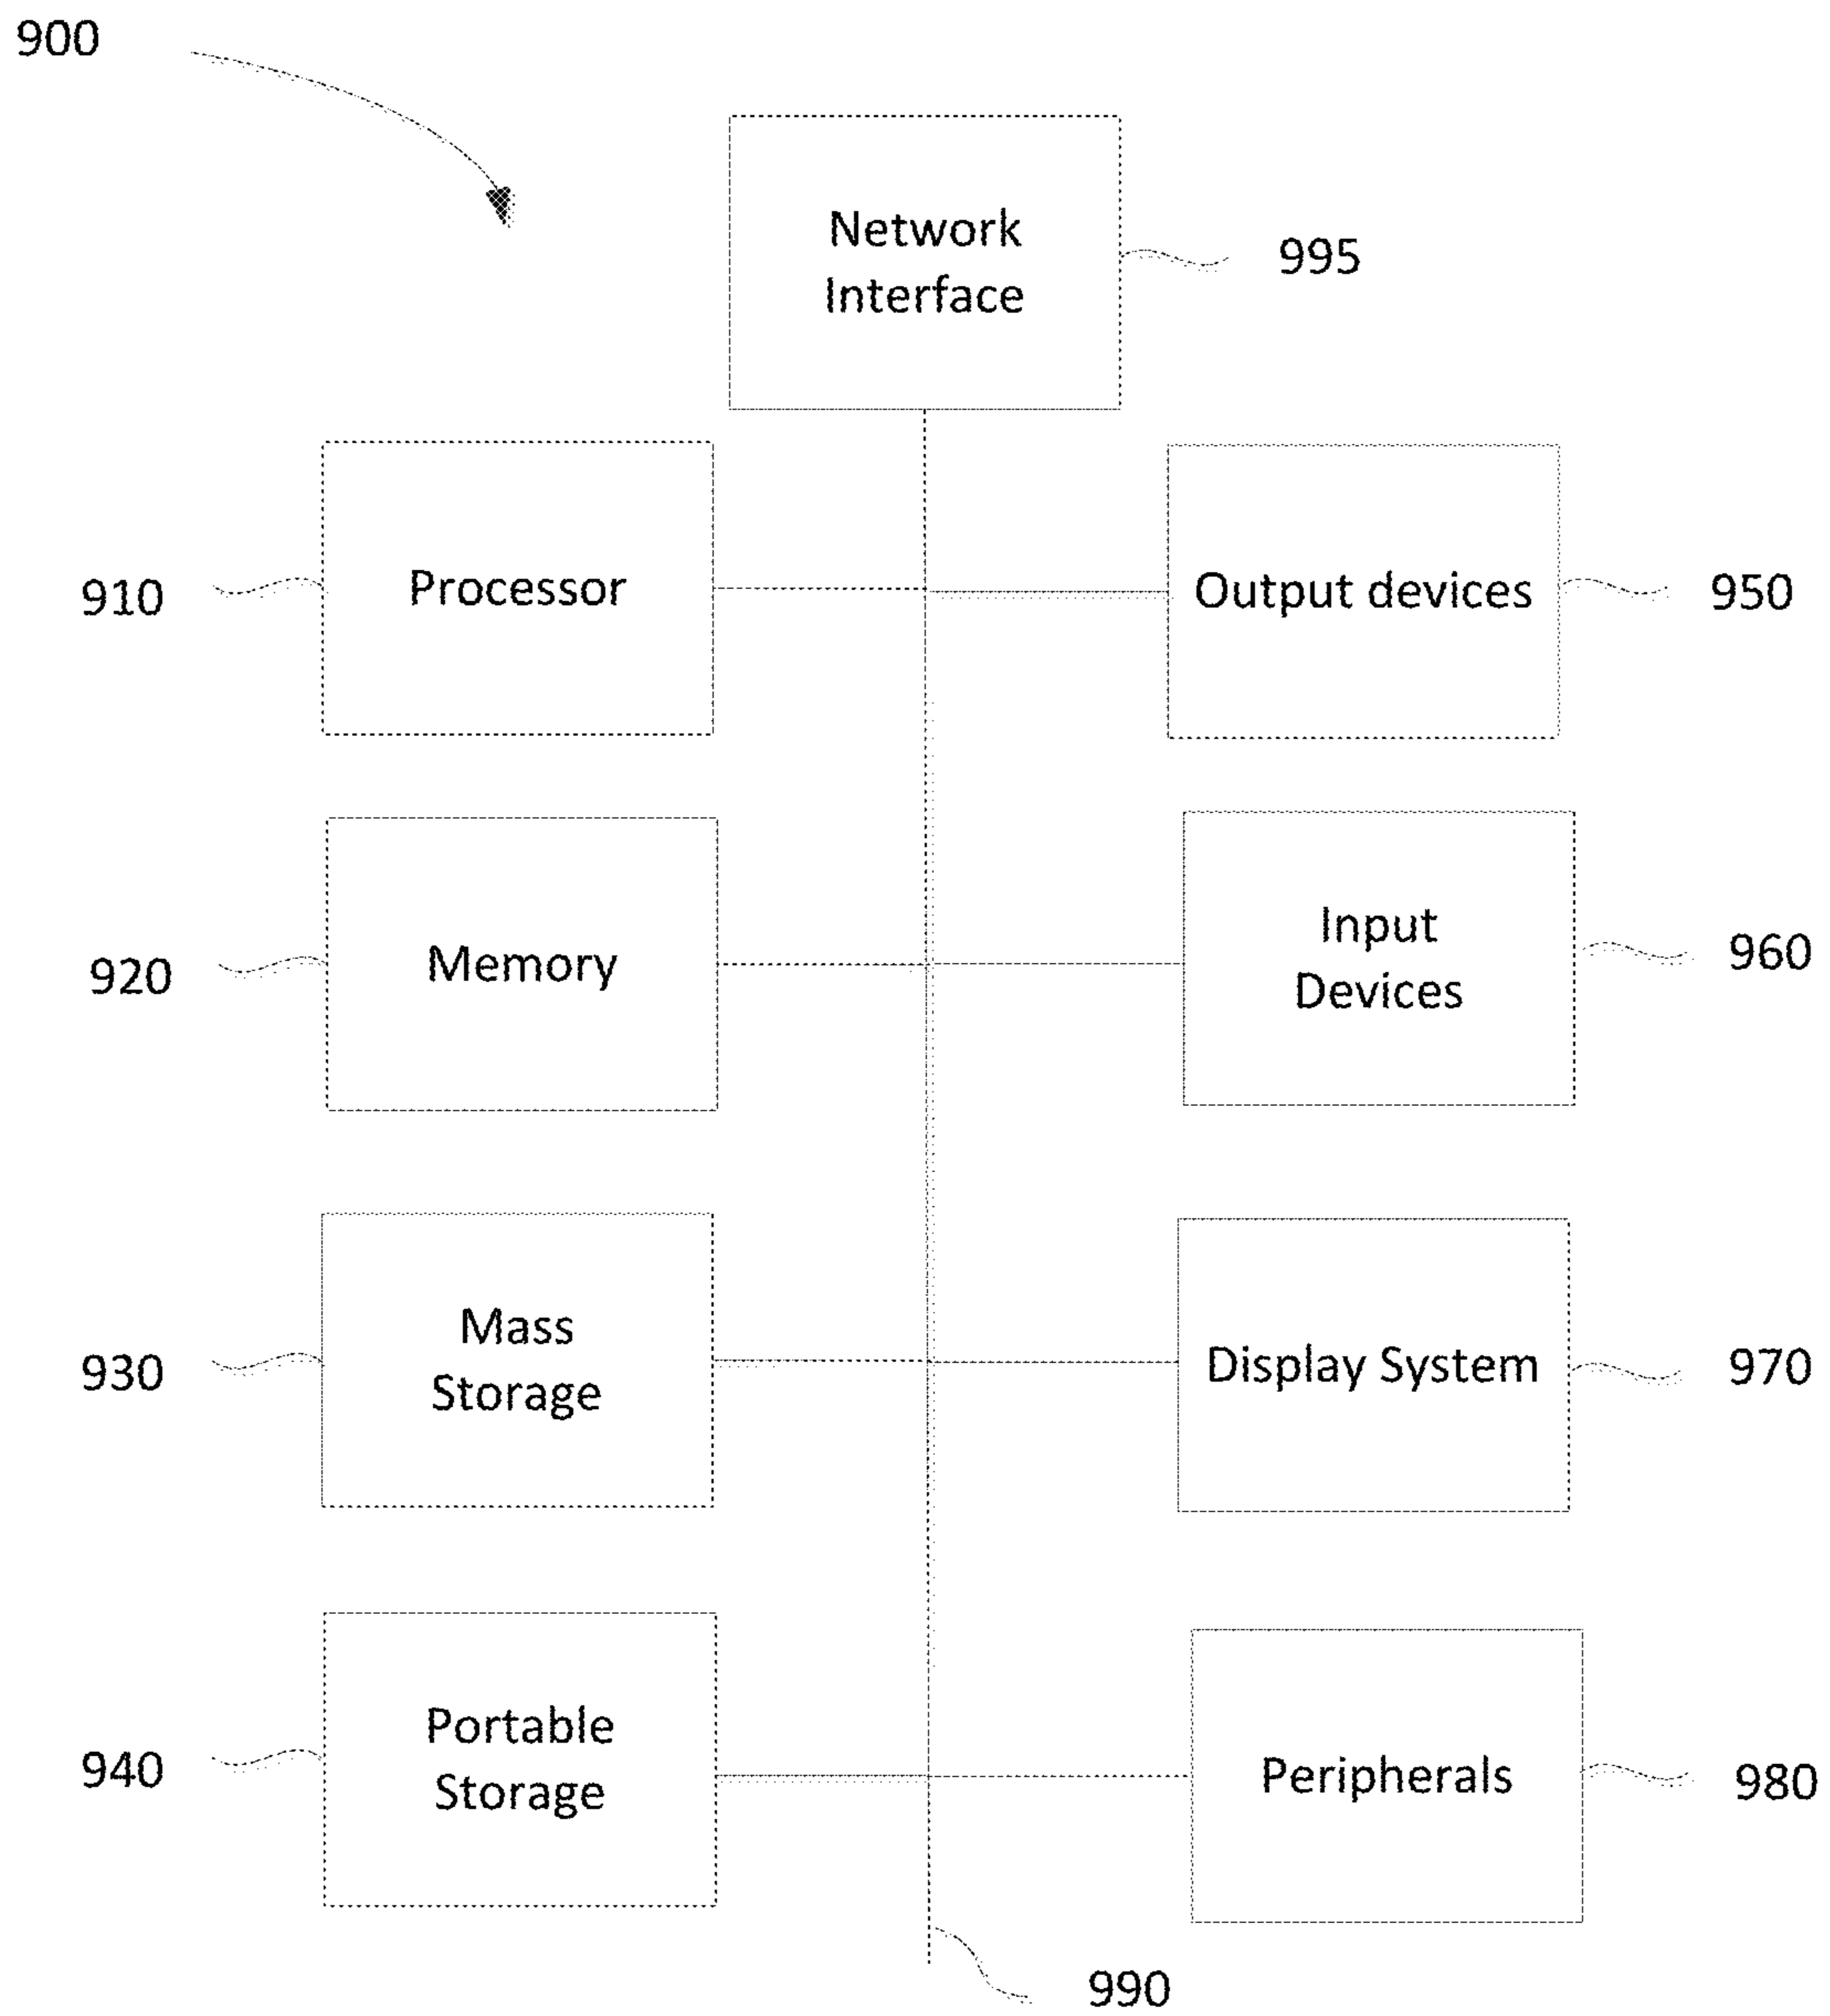 900
Network
Interface
995
Processor
910
Output devices
950
Memory
920
Input
Devices
960
Mass
Storage
930
Display System
970
Portable
Storage
940
Peripherals
980
990